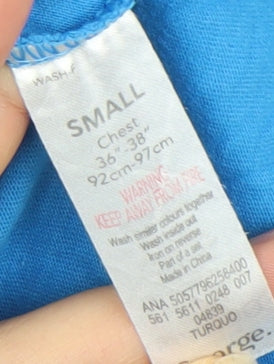 SMALL
Chest
36"-38"
92cm-97cm
WARNING
KEEP AWAY FROM FIRE
Wash similar colours together
Wash inside out
Iron on reverse
Part of a set
Made in China
ANA 5057796258400
561 5611 0248 007
04839
TURQUO